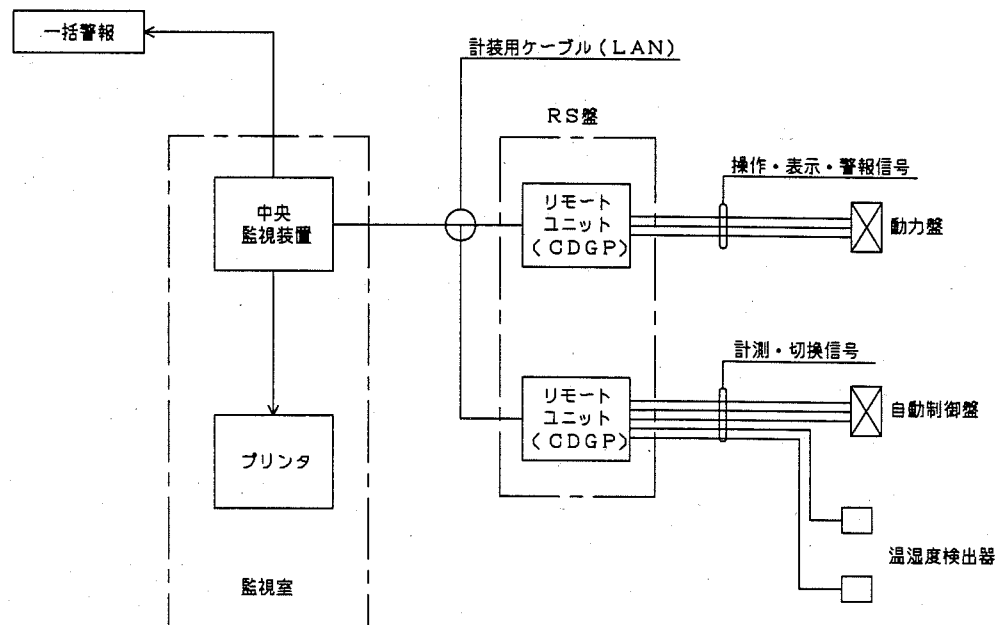 一括警報
計装用ケーブル(LAN)
RS盤
操作・表示・警報信号
中央
監視装置
リモート
ユニット
(CDGP)
動力盤
計測・切換信号
リモート
ユニット
(CDGP)
自動制御盤
プリンタ
温湿度検出器
監視室